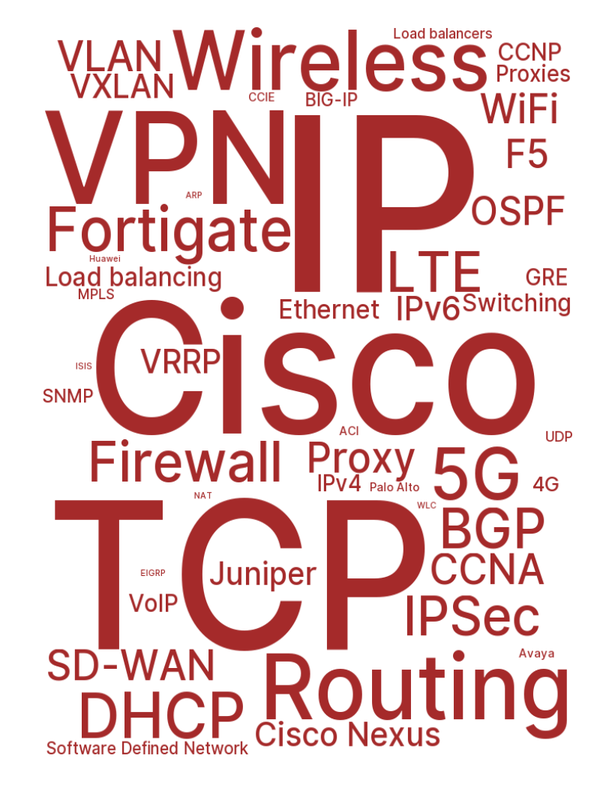 Load balancers
Wireless
VLAN
CCNP
VXLAN
Proxies
CCIE
BIG-IP
WiFi
VPN
IP
F5
ARP
OSPF
Fortigate
Huawei
LTE
Load balancing
GRE
MPLS
Ethernet
IPv6
Switching
Cisco
VRRP
ISIS
SNMP
ACI
UDP
Firewall
Proxy
5G
IPv4
Palo Alto
4G
NAT
WLC
TCP
BGP
Juniper
CCNA
EIGRP
VoIP
IPSec
SD-WAN
Avaya
Routing
DHCP
Cisco Nexus
Software Defined Network